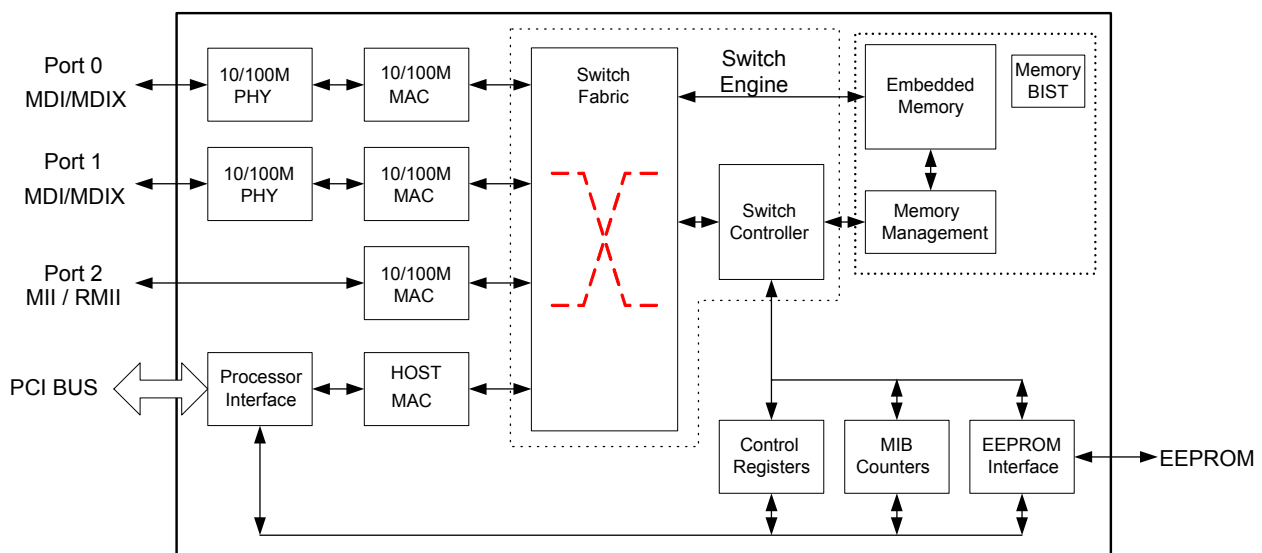 Port 0
MDI/MDIX
10/100M
PHY
10/100M
MAC
Switch
Fabric
Switch
Engine
Embedded
Memory
Memory
BIST
Port 1
MDI/MDIX
10/100M
PHY
10/100M
MAC
Switch
Controller
Memory
Management
Port 2
MII / RMII
10/100M
MAC
PCI BUS
Processor
Interface
HOST
MAC
Control
Registers
MIB
Counters
EEPROM
Interface
EEPROM